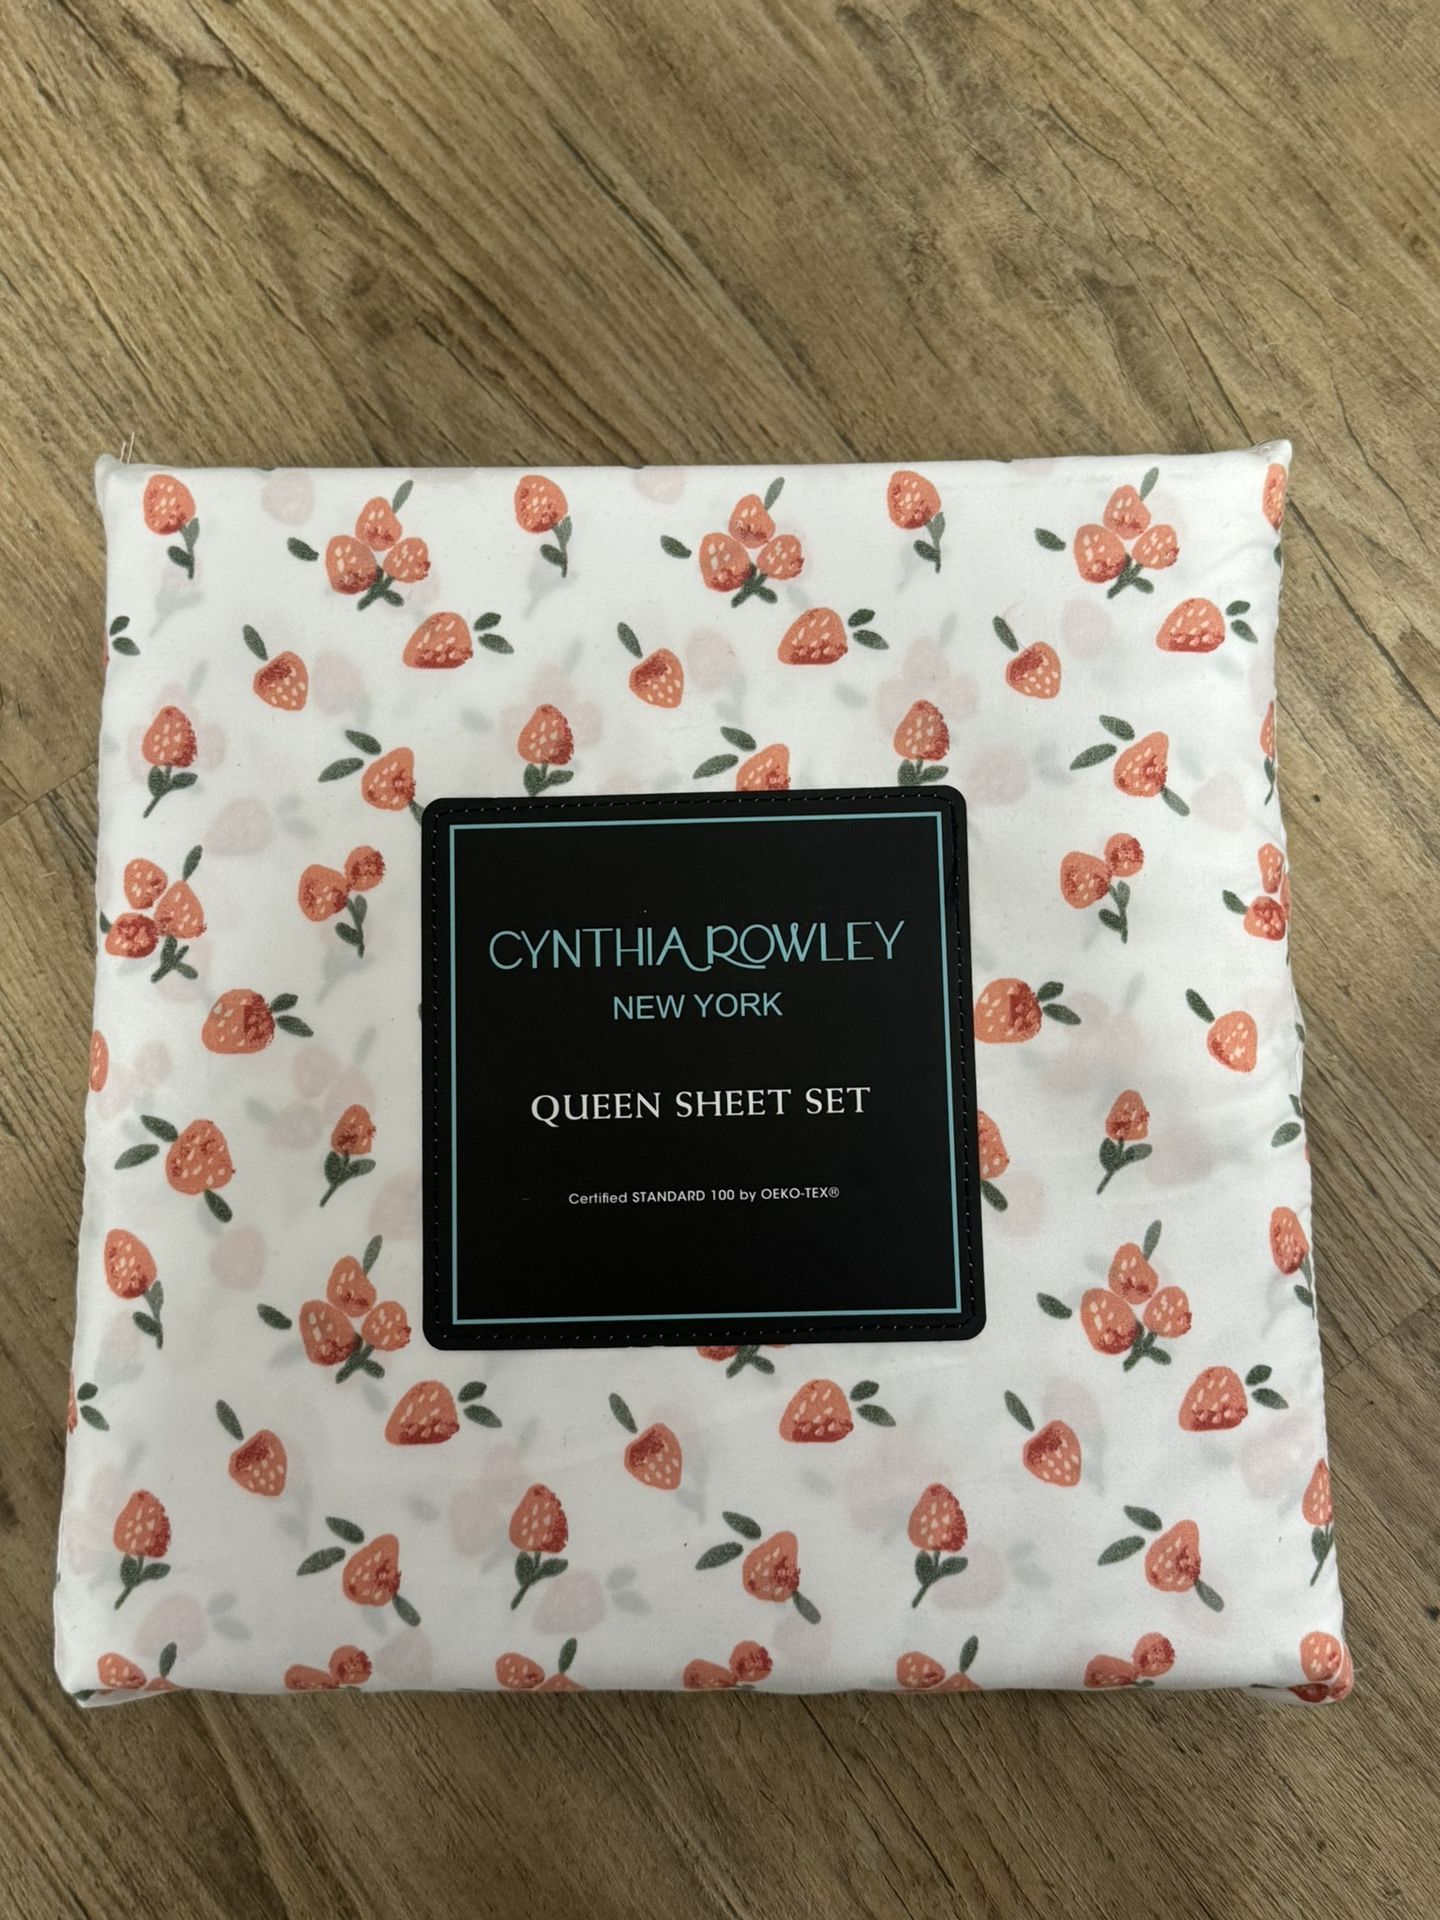 CYNTHIA ROWLEY
NEW YORK
QUEEN SHEET SET
Certified STANDARD 100 by OEKO-TEX®